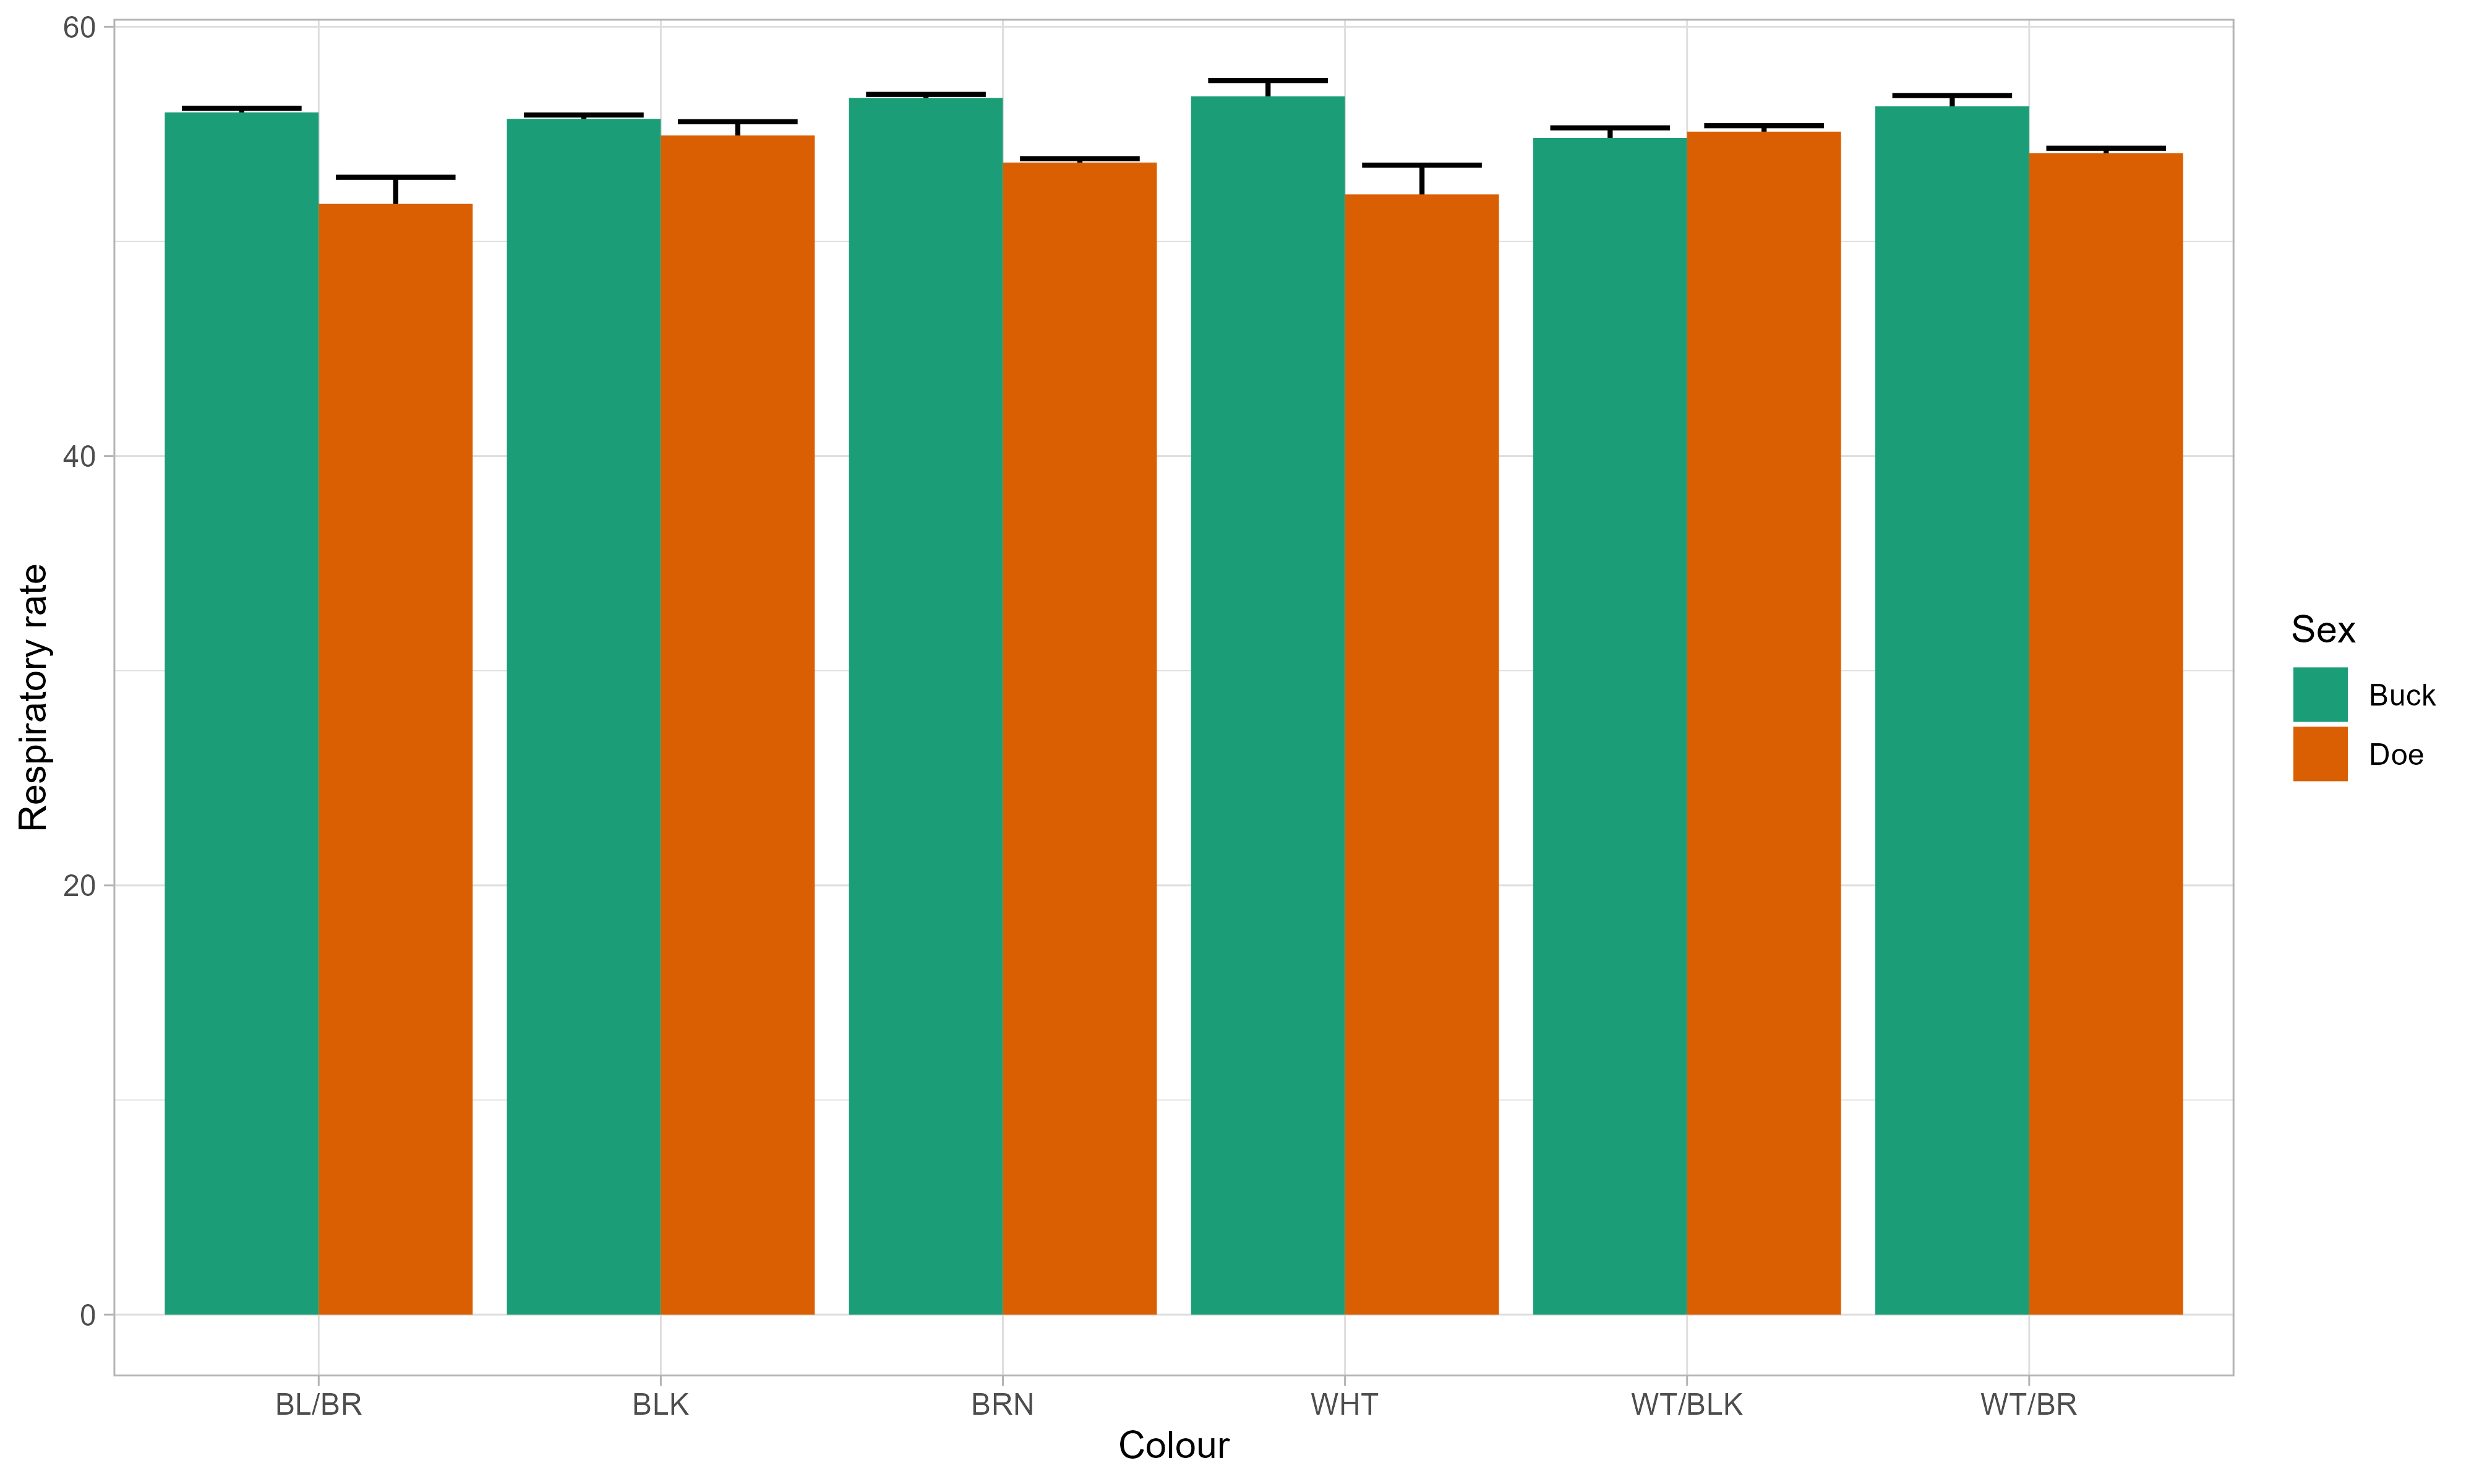 60
40
20
0
Respiratory rate
BL/BR BLK BRN WHT WT/BLK WT/BR
Colour
Sex
Buck
Doe